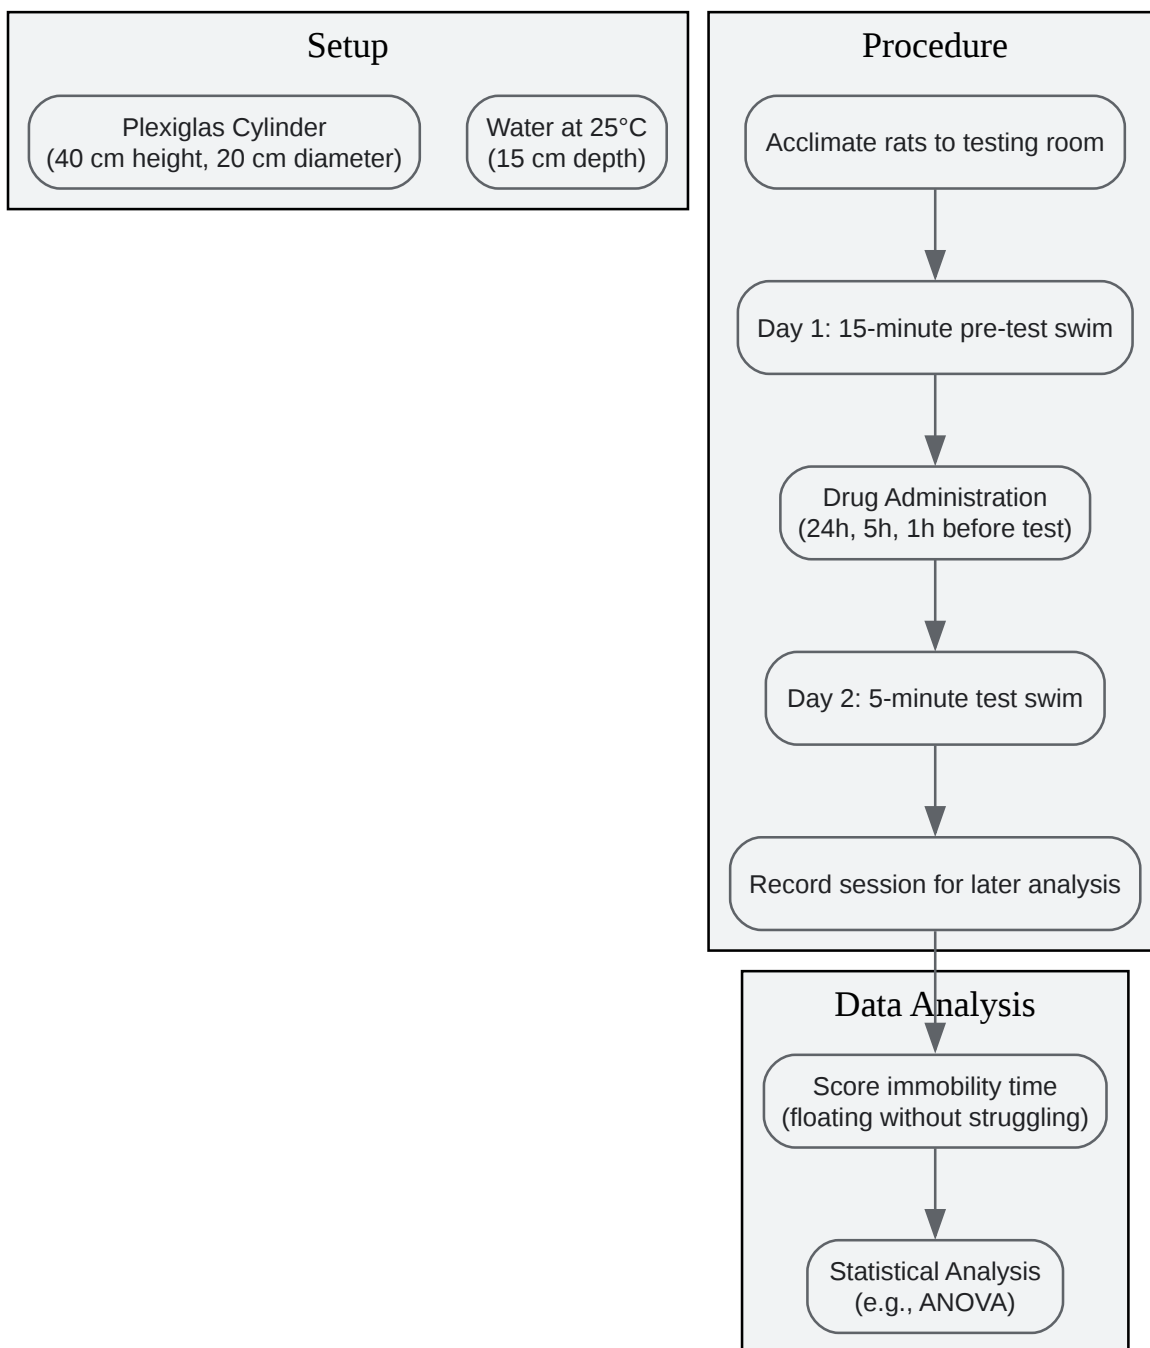 Setup
Plexiglas Cylinder
(40 cm height, 20 cm diameter)
Water at 25°C
(15 cm depth)
Procedure
Acclimate rats to testing room
Day 1: 15-minute pre-test swim
Drug Administration
(24h, 5h, 1h before test)
Day 2: 5-minute test swim
Record session for later analysis
Data Analysis
Score immobility time
(floating without struggling)
Statistical Analysis
(e.g., ANOVA)